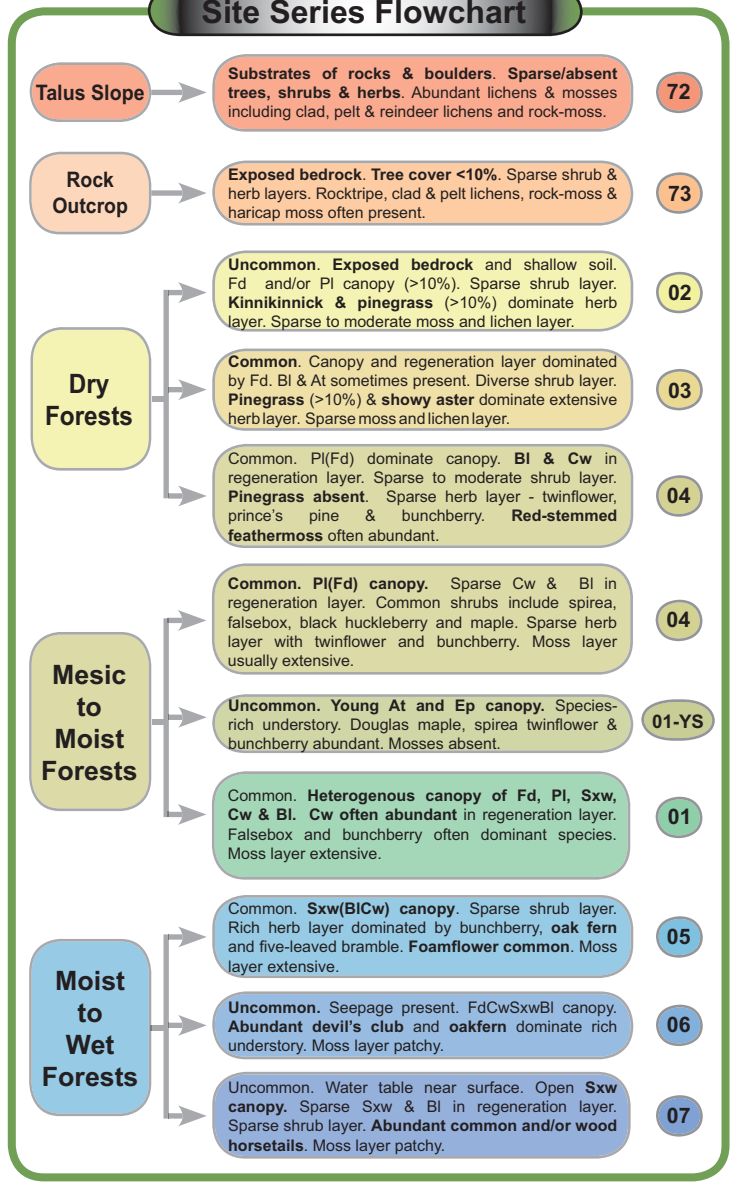 Site Series Flowchart
Talus Slope
Substrates of rocks & boulders. Sparse/absent
trees, shrubs & herbs. Abundant lichens & mosses
including clad, pelt & reindeer lichens and rock-moss.
72
Rock
Outcrop
Exposed bedrock. Tree cover <10%. Sparse shrub &
herb layers. Rocktripe, clad & pelt lichens, rock-moss &
haricap moss often present.
73
Dry
Forests
Uncommon. Exposed bedrock and shallow soil.
Fd and/or Pl canopy (>10%). Sparse shrub layer.
Kinnikinnick & pinegrass (>10%) dominate herb
layer. Sparse to moderate moss and lichen layer.
02
Common. Canopy and regeneration layer dominated
by Fd. Bl & At sometimes present. Diverse shrub layer.
Pinegrass (>10%) & showy aster dominate extensive
herb layer. Sparse moss and lichen layer.
03
Common. Pl(Fd) dominate canopy. Bl & Cw in
regeneration layer. Sparse to moderate shrub layer.
Pinegrass absent. Sparse herb layer - twinflower,
prince's pine & bunchberry. Red-stemmed
feathermoss often abundant.
04
Mesic
to
Moist
Forests
Common. Pl(Fd) canopy. Sparse Cw & Bl in
regeneration layer. Common shrubs include spirea,
falsebox, black huckleberry and maple. Sparse herb
layer with twinflower and bunchberry. Moss layer
usually extensive.
04
Uncommon. Young At and Ep canopy. Species-
rich understory. Douglas maple, spirea twinflower &
bunchberry abundant. Mosses absent.
01-YS
Common. Heterogenous canopy of Fd, Pl, Sxw,
Cw & Bl. Cw often abundant in regeneration layer.
Falsebox and bunchberry often dominant species.
Moss layer extensive.
01
Moist
to
Wet
Forests
Common. Sxw(BlCw) canopy. Sparse shrub layer.
Rich herb layer dominated by bunchberry, oak fern
and five-leaved bramble. Foamflower common. Moss
layer extensive.
05
Uncommon. Seepage present. FdCwSxwBl canopy.
Abundant devil's club and oakfern dominate rich
understory. Moss layer patchy.
06
Uncommon. Water table near surface. Open Sxw
canopy. Sparse Sxw & Bl in regeneration layer.
Sparse shrub layer. Abundant common and/or wood
horsetails. Moss layer patchy.
07